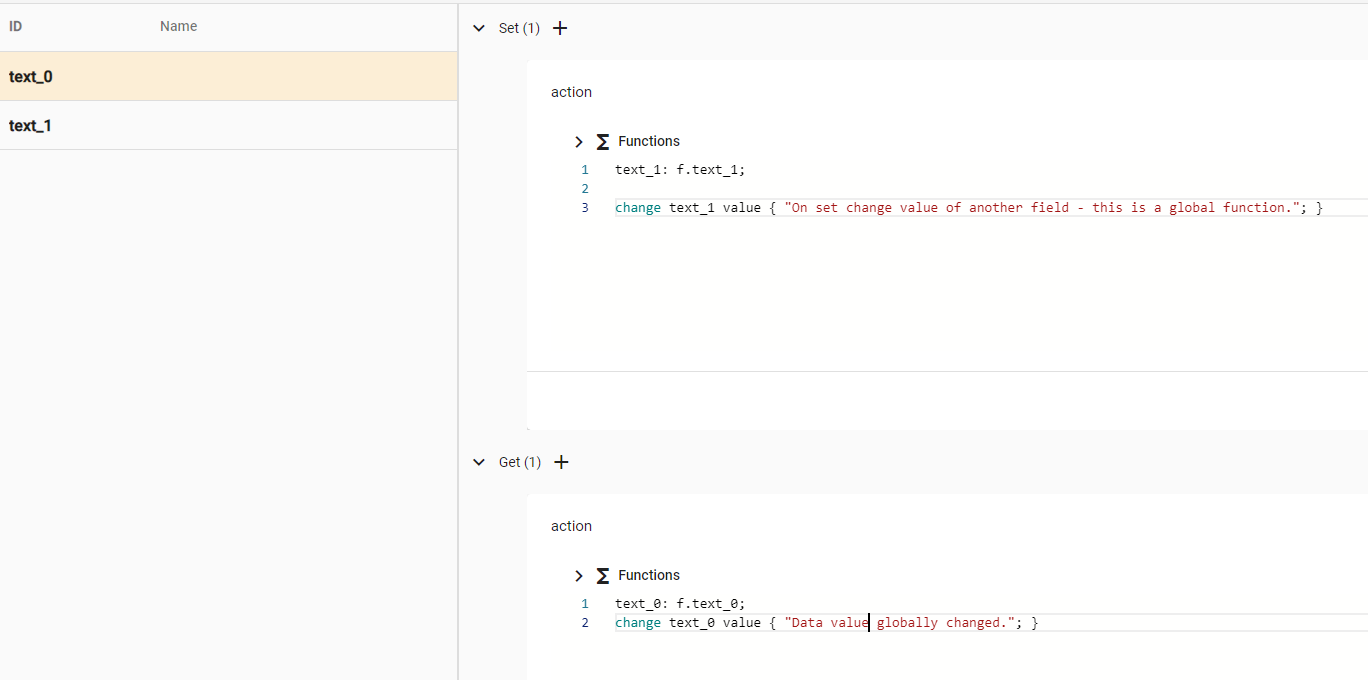 ID Name
text_0
text_1
Set (1) +
action
Σ Functions
1 text_1: f.text_1;
2
3 change text_1 value { "On set change value of another field - this is a global function."; }
Get (1) +
action
Σ Functions
1 text_0: f.text_0;
2 change text_0 value { "Data value globally changed."; }